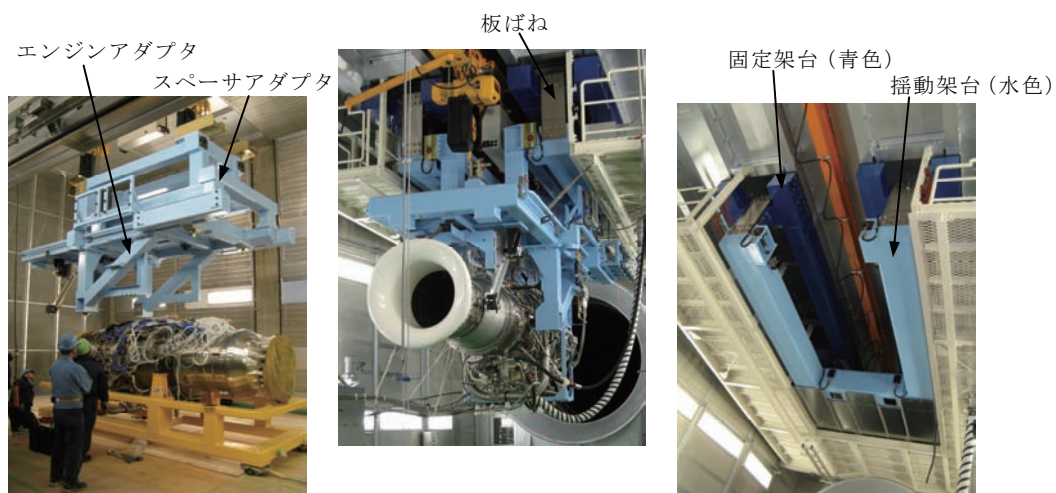 板ばね
エンジンアダプタ
スペーサアダプタ
固定架台（青色）
揺動架台（水色）